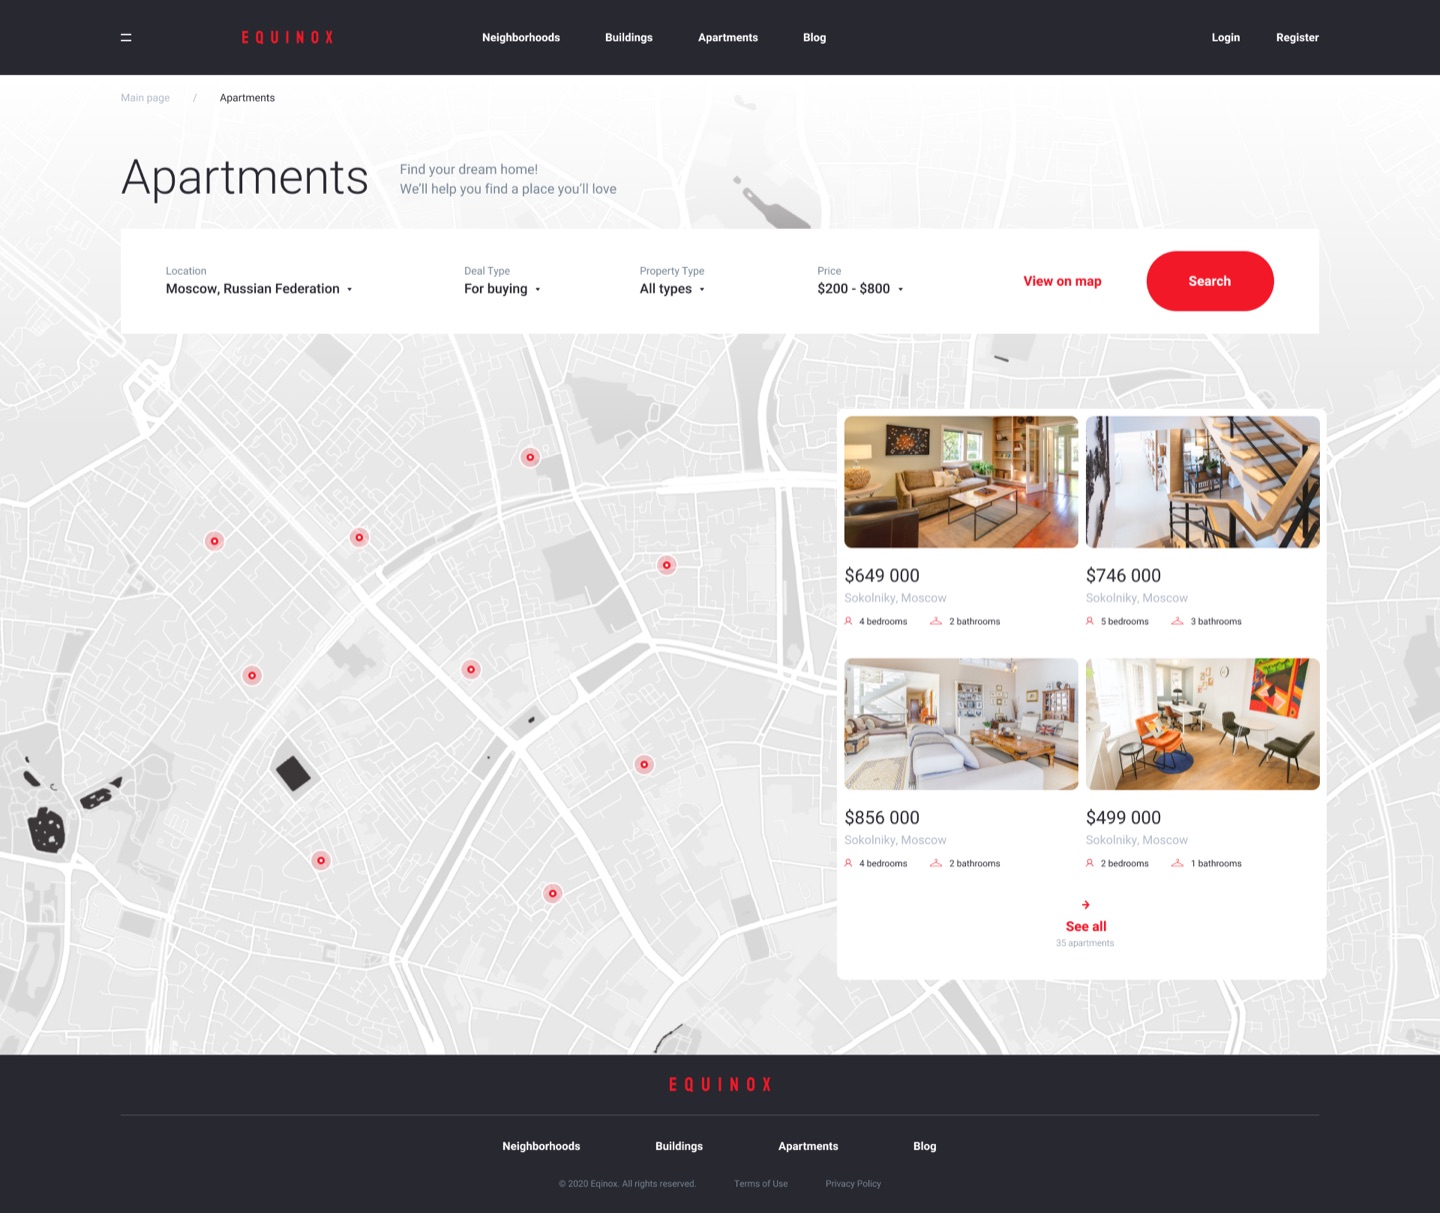 EQUINOX
Neighborhoods
Buildings
Apartments
Blog
Login
Register
Main page / Apartments
Apartments
Find your dream home!
We'll help you find a place you'll love
Location
Moscow, Russian Federation
Deal Type
For buying
Property Type
All types
Price
$200 - $800
View on map
Search
$649 000
Sokolniky, Moscow
4 bedrooms
2 bathrooms
$746 000
Sokolniky, Moscow
5 bedrooms
3 bathrooms
$856 000
Sokolniky, Moscow
4 bedrooms
2 bathrooms
$499 000
Sokolniky, Moscow
2 bedrooms
1 bathrooms
See all
35 apartments
EQUINOX
Neighborhoods
Buildings
Apartments
Blog
© 2020 Eqinox. All rights reserved.
Terms of Use
Privacy Policy